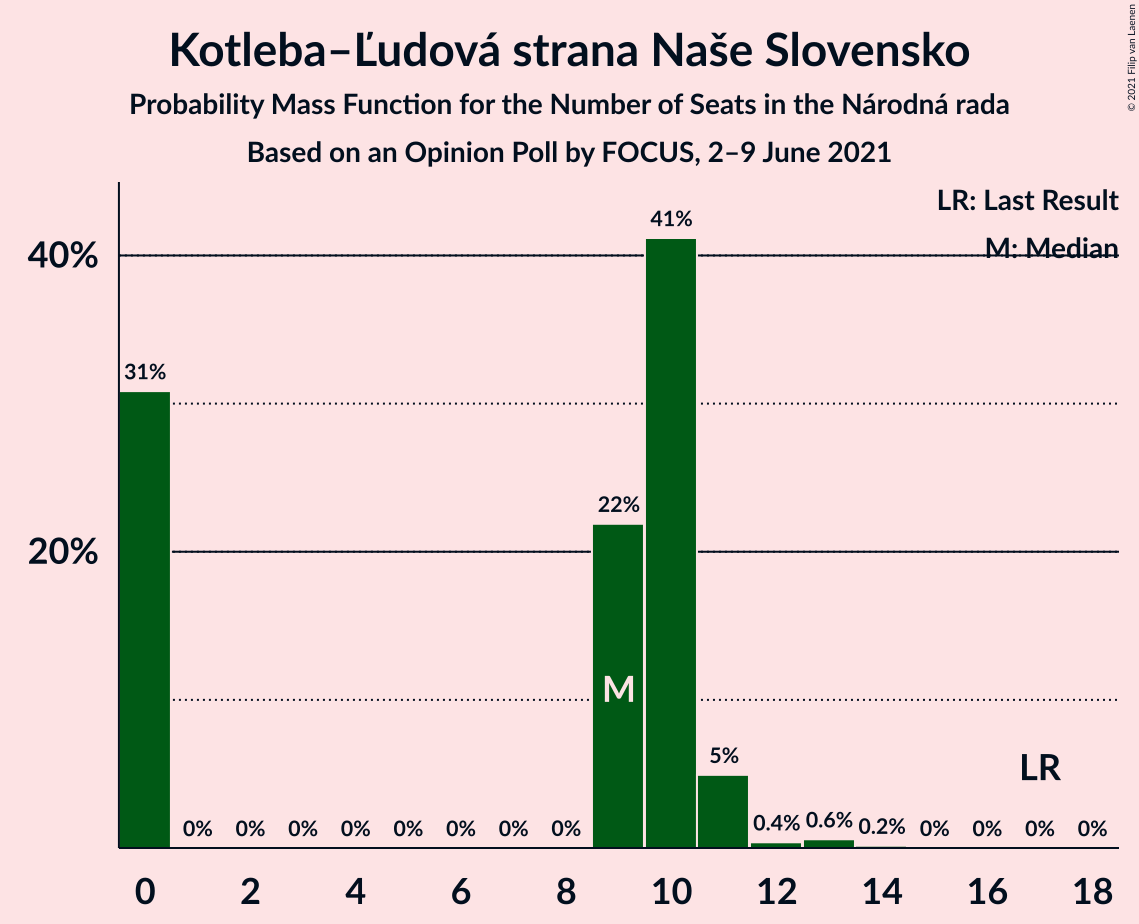 Kotleba–Ľudová strana Naše Slovensko
Probability Mass Function for the Number of Seats in the Národná rada
Based on an Opinion Poll by FOCUS, 2–9 June 2021
© 2021 Filip van Laenen
LR: Last Result
M: Median
40%
20%
31%
0%
0%
0%
0%
0%
0%
0%
0%
22%
41%
5%
0.4%
0.6%
0.2%
0%
0%
0%
0%
M
LR
0 2 4 6 8 10 12 14 16 18